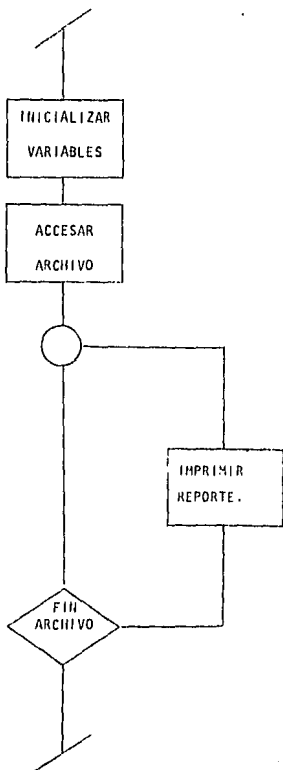 INICIALIZAR
VARIABLES
ACCESAR
ARCHIVO
IMPRIMIR
REPORTE.
FIN
ARCHIVO